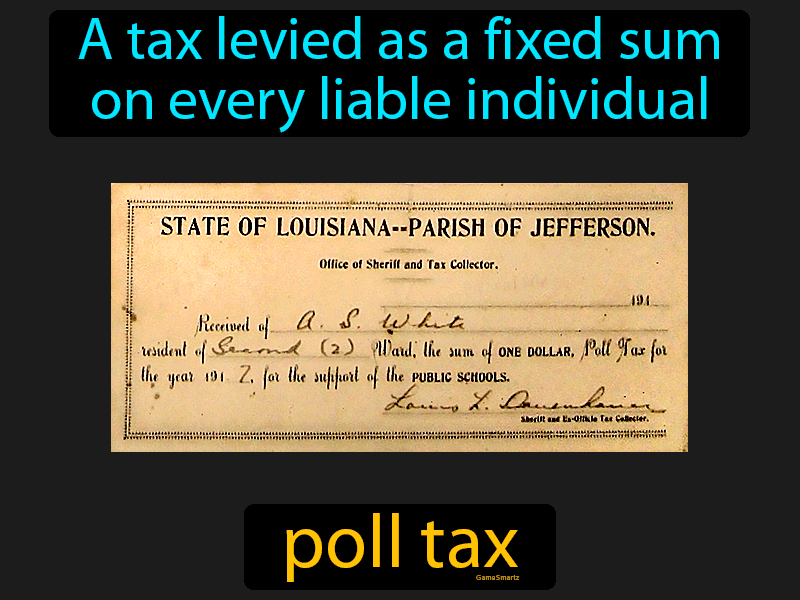 A tax levied as a fixed sum
on every liable individual
STATE OF LOUISIANA--PARISH OF JEFFERSON.
Office of Sheriff and Tax Collector.
191
Received of A. S. White
resident of Second (2) Ward, the sum of ONE DOLLAR, Poll Tax for
the year 191 7, for the support of the PUBLIC SCHOOLS.
Louis L.
Sheriff and Ex-Officio Tax Collector.
poll tax
GameSmartz